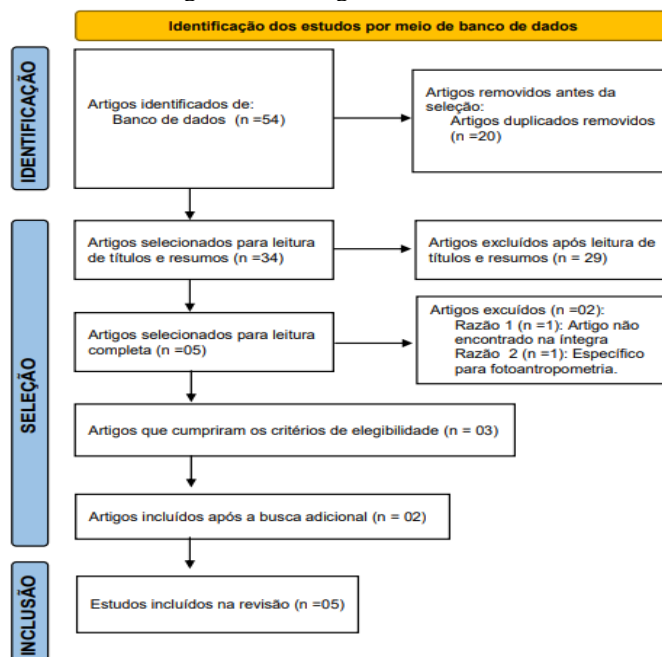 Identificação dos estudos por meio de banco de dados
IDENTIFICAÇÃO
Artigos identificados de:
Banco de dados (n =54)
Artigos removidos antes da
seleção:
Artigos duplicados removidos
(n =20)
SELEÇÃO
Artigos selecionados para leitura
de títulos e resumos (n =34)
Artigos excluídos após leitura de
títulos e resumos (n = 29)
Artigos selecionados para leitura
completa (n =05)
Artigos excuídos (n =02):
Razão 1 (n =1): Artigo não
encontrado na íntegra
Razão 2 (n =1): Específico
para fotoantropometria.
Artigos que cumpriram os critérios de elegibilidade (n = 03)
Artigos incluídos após a busca adicional (n = 02)
INCLUSÃO
Estudos incluídos na revisão (n =05)